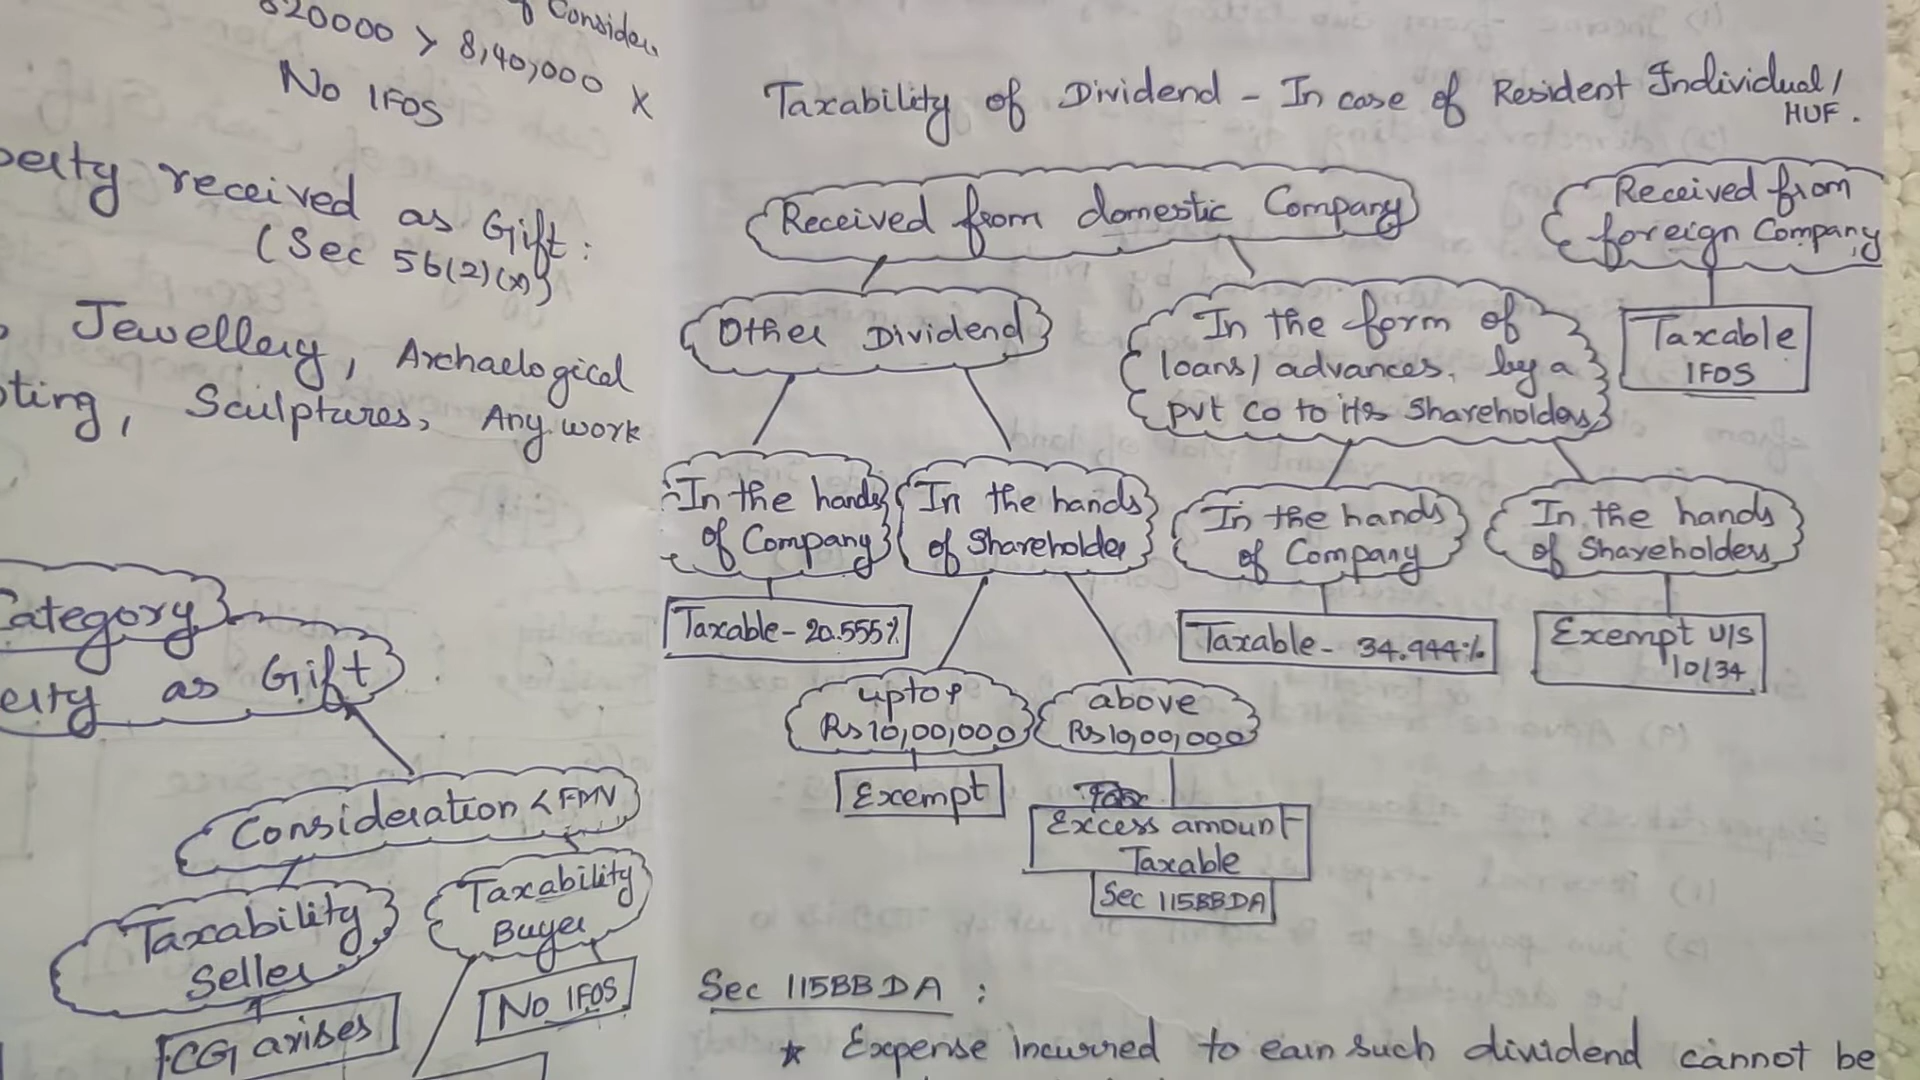 820000 > 8,40,000 X
No IFOS
received as Gift :
(Sec 56(2)(x))
Jewellery, Archaelogical
Sculptures, Any work
Category
as Gift
Consideration < FMV
Taxability
Seller
Taxability
Buyer
CG arises
No IFOS
Taxability of Dividend - In case of Resident Individual/
HUF.
Received from domestic Company
Received from
foreign Company
Other Dividend
In the form of
loans/ advances, by a
pvt co to its shareholders
Taxable
IFOS
In the hands
of Company
In the hands
of Shareholder
In the hands
of Company
In the hands
of Shareholders
Taxable - 20.555%
Taxable - 34.944%
Exempt U/S
10/34
upto
Rs 10,00,000
above
Rs 10,00,000
Exempt
Excess amount
Taxable
Sec 115BBDA
Sec 115BBDA :
* Expense incurred to earn such dividend cannot be